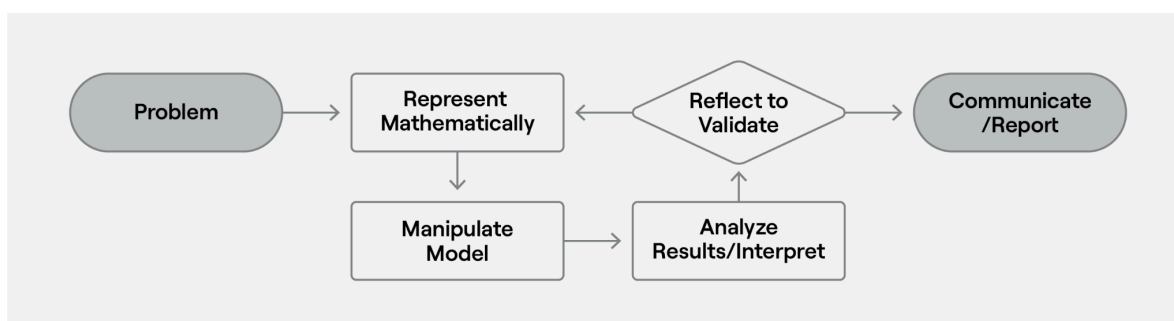 Problem
Represent
Mathematically
Reflect to
Validate
Communicate
/Report
Manipulate
Model
Analyze
Results/Interpret